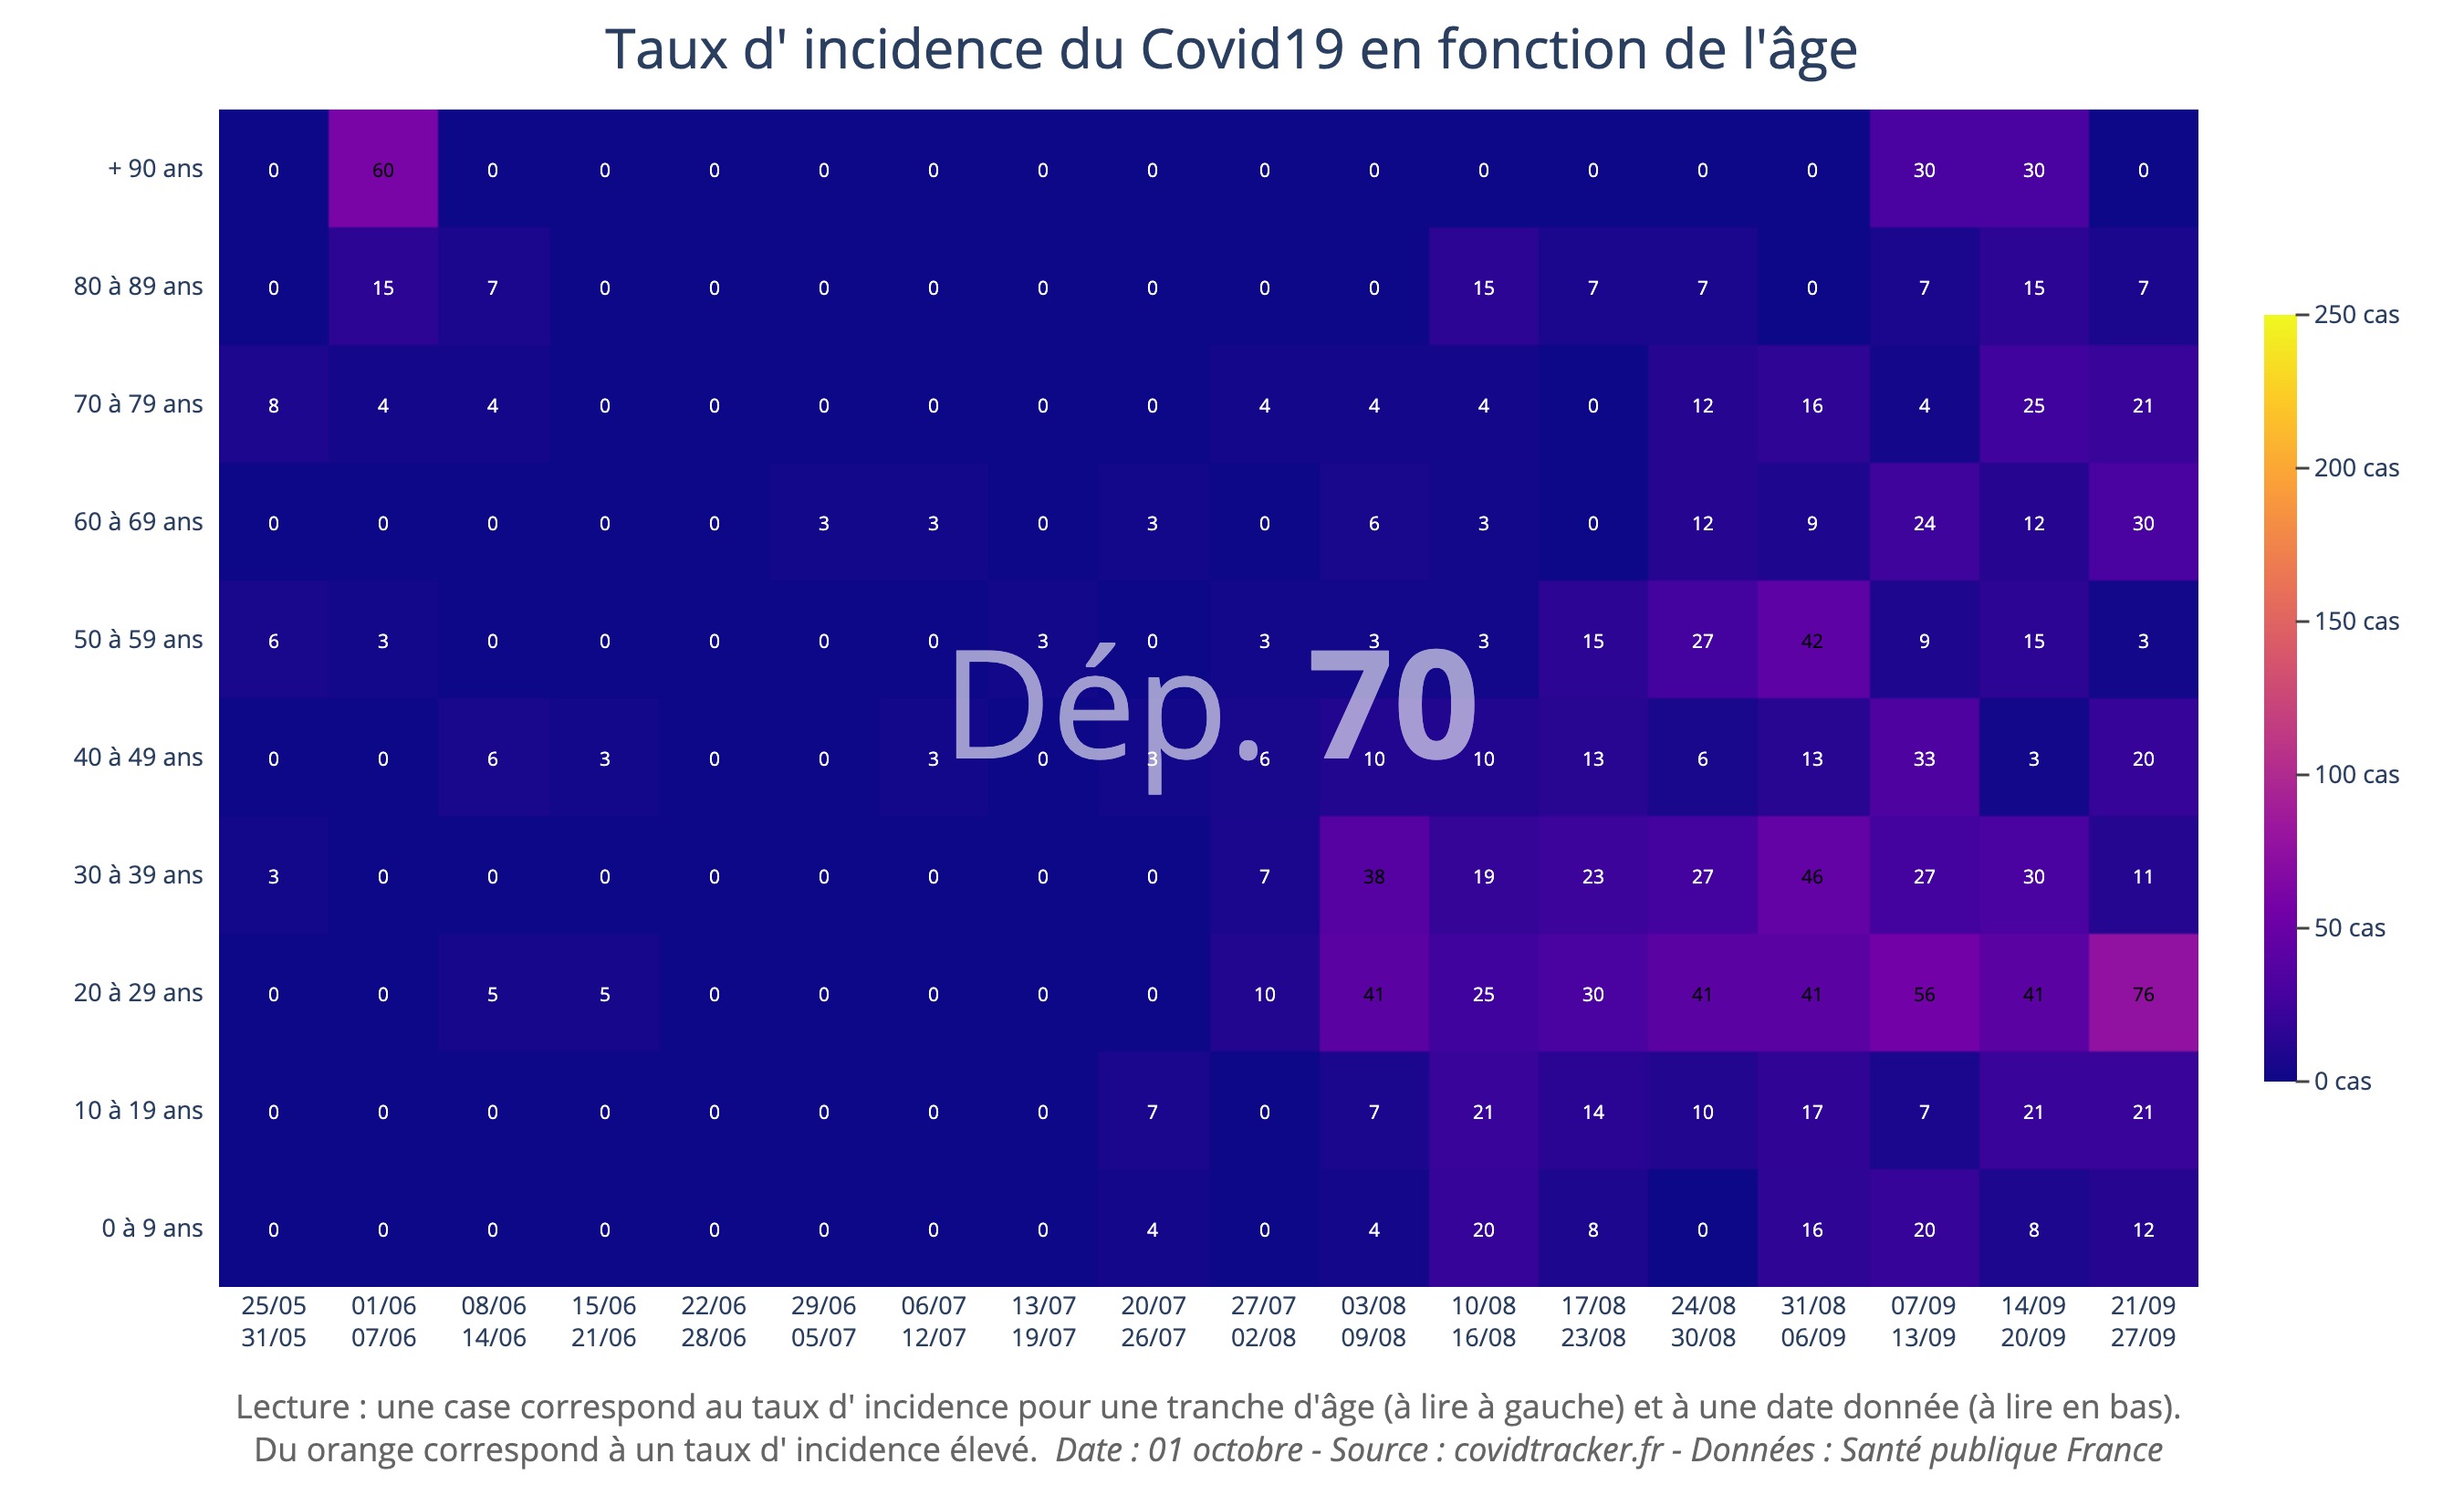 Taux d' incidence du Covid19 en fonction de l'âge
+ 90 ans 0 60 0 0 0 0 0 0 0 0 0 0 0 0 0 30 30 0
80 à 89 ans 0 15 7 0 0 0 0 0 0 0 0 15 7 7 0 7 15 7
70 à 79 ans 8 4 4 0 0 0 0 0 0 4 4 4 0 12 16 4 25 21
60 à 69 ans 0 0 0 0 0 3 3 0 3 0 6 3 0 12 9 24 12 30
50 à 59 ans 6 3 0 0 0 0 0 3 0 3 3 3 15 27 42 9 15 3
Dép. 70
40 à 49 ans 0 0 6 3 0 0 3 0 3 6 10 10 13 6 13 33 3 20
30 à 39 ans 3 0 0 0 0 0 0 0 0 7 38 19 23 27 46 27 30 11
20 à 29 ans 0 0 5 5 0 0 0 0 0 10 41 25 30 41 41 56 41 76
10 à 19 ans 0 0 0 0 0 0 0 0 7 0 7 21 14 10 17 7 21 21
0 à 9 ans 0 0 0 0 0 0 0 0 4 0 4 20 8 0 16 20 8 12
25/05 01/06 08/06 15/06 22/06 29/06 06/07 13/07 20/07 27/07 03/08 10/08 17/08 24/08 31/08 07/09 14/09 21/09
31/05 07/06 14/06 21/06 28/06 05/07 12/07 19/07 26/07 02/08 09/08 16/08 23/08 30/08 06/09 13/09 20/09 27/09
250 cas
200 cas
150 cas
100 cas
50 cas
0 cas
Lecture : une case correspond au taux d' incidence pour une tranche d'âge (à lire à gauche) et à une date donnée (à lire en bas).
Du orange correspond à un taux d' incidence élevé. Date : 01 octobre - Source : covidtracker.fr - Données : Santé publique France